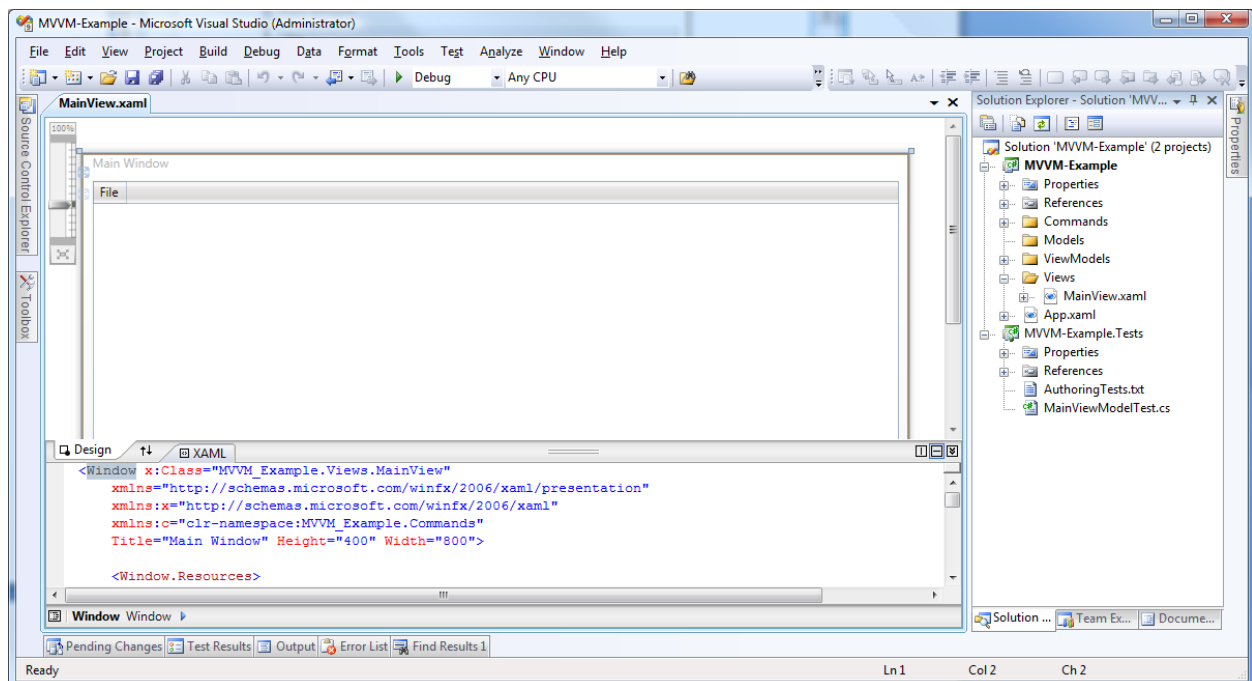 MVVM-Example - Microsoft Visual Studio (Administrator)
File Edit View Project Build Debug Data Format Tools Test Analyze Window Help
Debug Any CPU
MainView.xaml
Source Control Explorer
Toolbox
100%
Main Window
File
Design XAML
<Window x:Class="MVVM_Example.Views.MainView"
xmlns="http://schemas.microsoft.com/winfx/2006/xaml/presentation"
xmlns:x="http://schemas.microsoft.com/winfx/2006/xaml"
xmlns:c="clr-namespace:MVVM_Example.Commands"
Title="Main Window" Height="400" Width="800">
<Window.Resources>
Window Window
Solution Explorer - Solution 'MVV...
Solution 'MVVM-Example' (2 projects)
MVVM-Example
Properties
References
Commands
Models
ViewModels
Views
MainView.xaml
App.xaml
MVVM-Example.Tests
Properties
References
AuthoringTests.txt
MainViewModelTest.cs
Solution ... Team Ex... Docume...
Properties
Pending Changes Test Results Output Error List Find Results 1
Ready Ln 1 Col 2 Ch 2